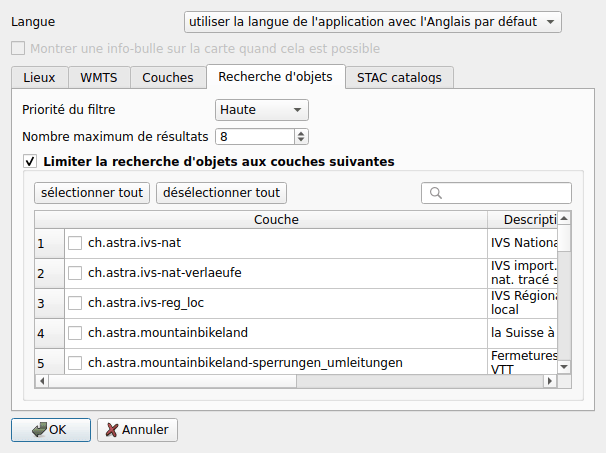 Langue
utiliser la langue de l'application avec l'Anglais par défaut
Montrer une info-bulle sur la carte quand cela est possible
Lieux
WMTS
Couches
Recherche d'objets
STAC catalogs
Priorité du filtre
Haute
Nombre maximum de résultats
8
Limiter la recherche d'objets aux couches suivantes
sélectionner tout
désélectionner tout
Couche
Descripti
1
ch.astra.ivs-nat
IVS Nationa
2
ch.astra.ivs-nat-verlaeufe
IVS import.
nat. tracé s
3
ch.astra.ivs-reg_loc
IVS Régiona
local
4
ch.astra.mountainbikeland
la Suisse à
5
ch.astra.mountainbikeland-sperrungen_umleitungen
Fermetures
VTT
OK
Annuler